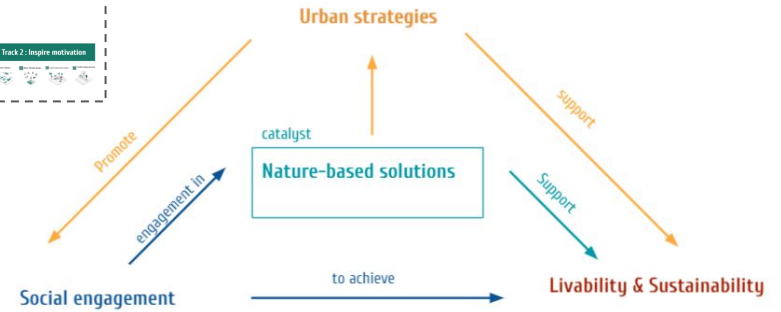 Urban strategies
Track 2 : Inspire motivation
support
Promote
catalyst
Nature-based solutions
engagement in
Support
to achieve
Livability & Sustainability
Social engagement